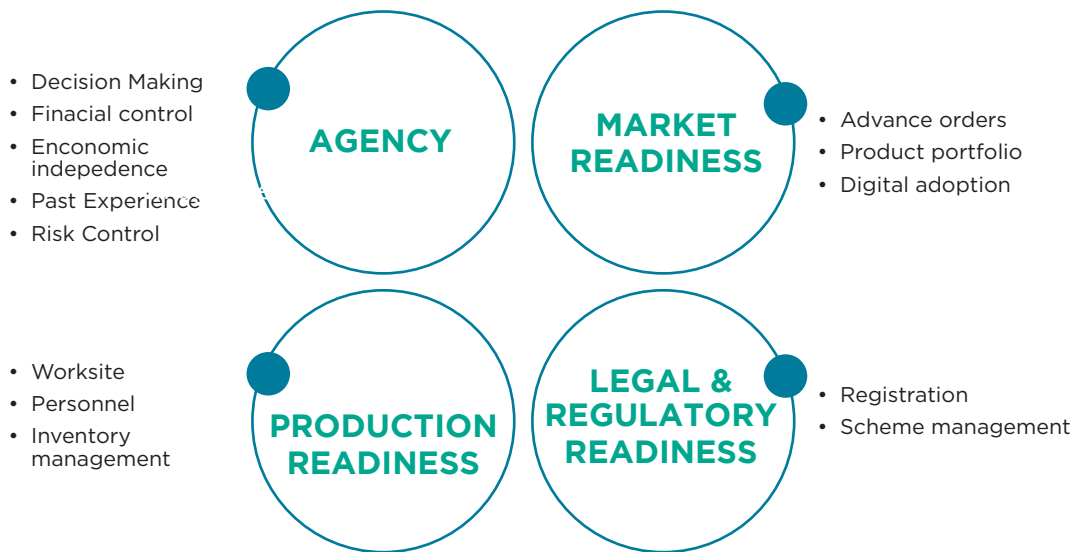 • Decision Making
• Finacial control
• Enconomic
indepedence
• Past Experience
• Risk Control
AGENCY
MARKET
READINESS
• Advance orders
• Product portfolio
• Digital adoption
• Worksite
• Personnel
• Inventory
management
PRODUCTION
READINESS
LEGAL &
REGULATORY
READINESS
• Registration
• Scheme management